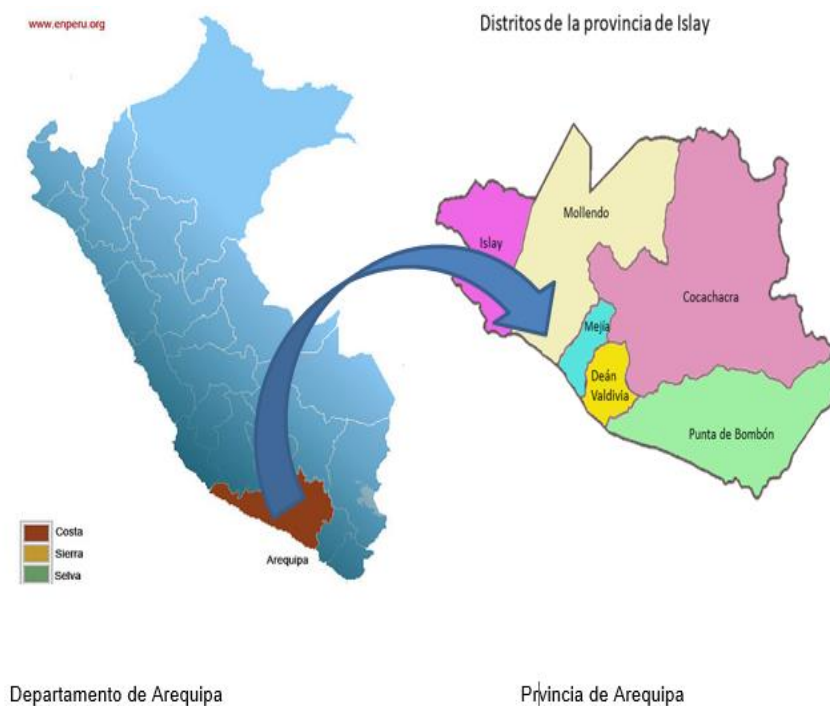 www.enperu.org
Distritos de la provincia de Islay
Mollendo
Islay
Cocachacra
Mejía
Deán
Valdivia
Punta de Bombón
Costa
Sierra
Selva
Arequipa
Departamento de Arequipa
Prvincia de Arequipa